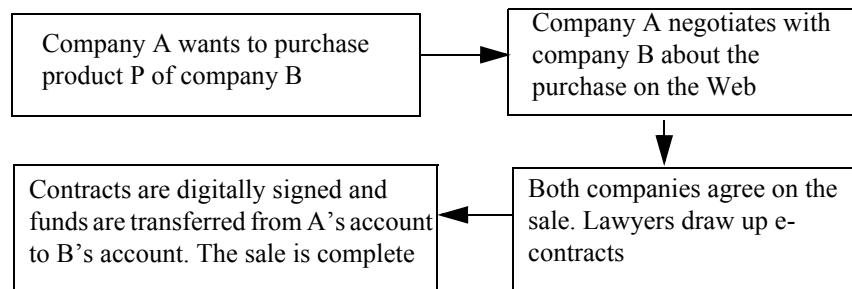 Company A wants to purchase
product P of company B
Company A negotiates with
company B about the
purchase on the Web
Both companies agree on the
sale. Lawyers draw up e-
contracts
Contracts are digitally signed and
funds are transferred from A’s account
to B’s account. The sale is complete